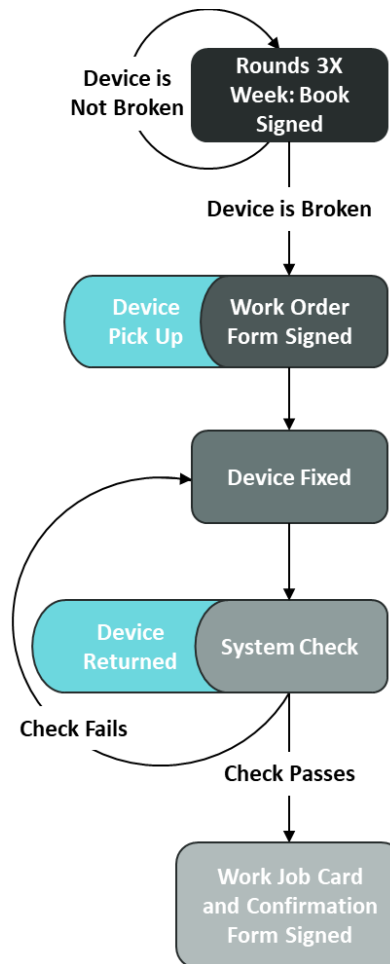 Device is
Not Broken
Rounds 3X
Week: Book
Signed
Device is Broken
Device
Pick Up
Work Order
Form Signed
Device Fixed
Device
Returned
System Check
Check Fails
Check Passes
Work Job Card
and Confirmation
Form Signed